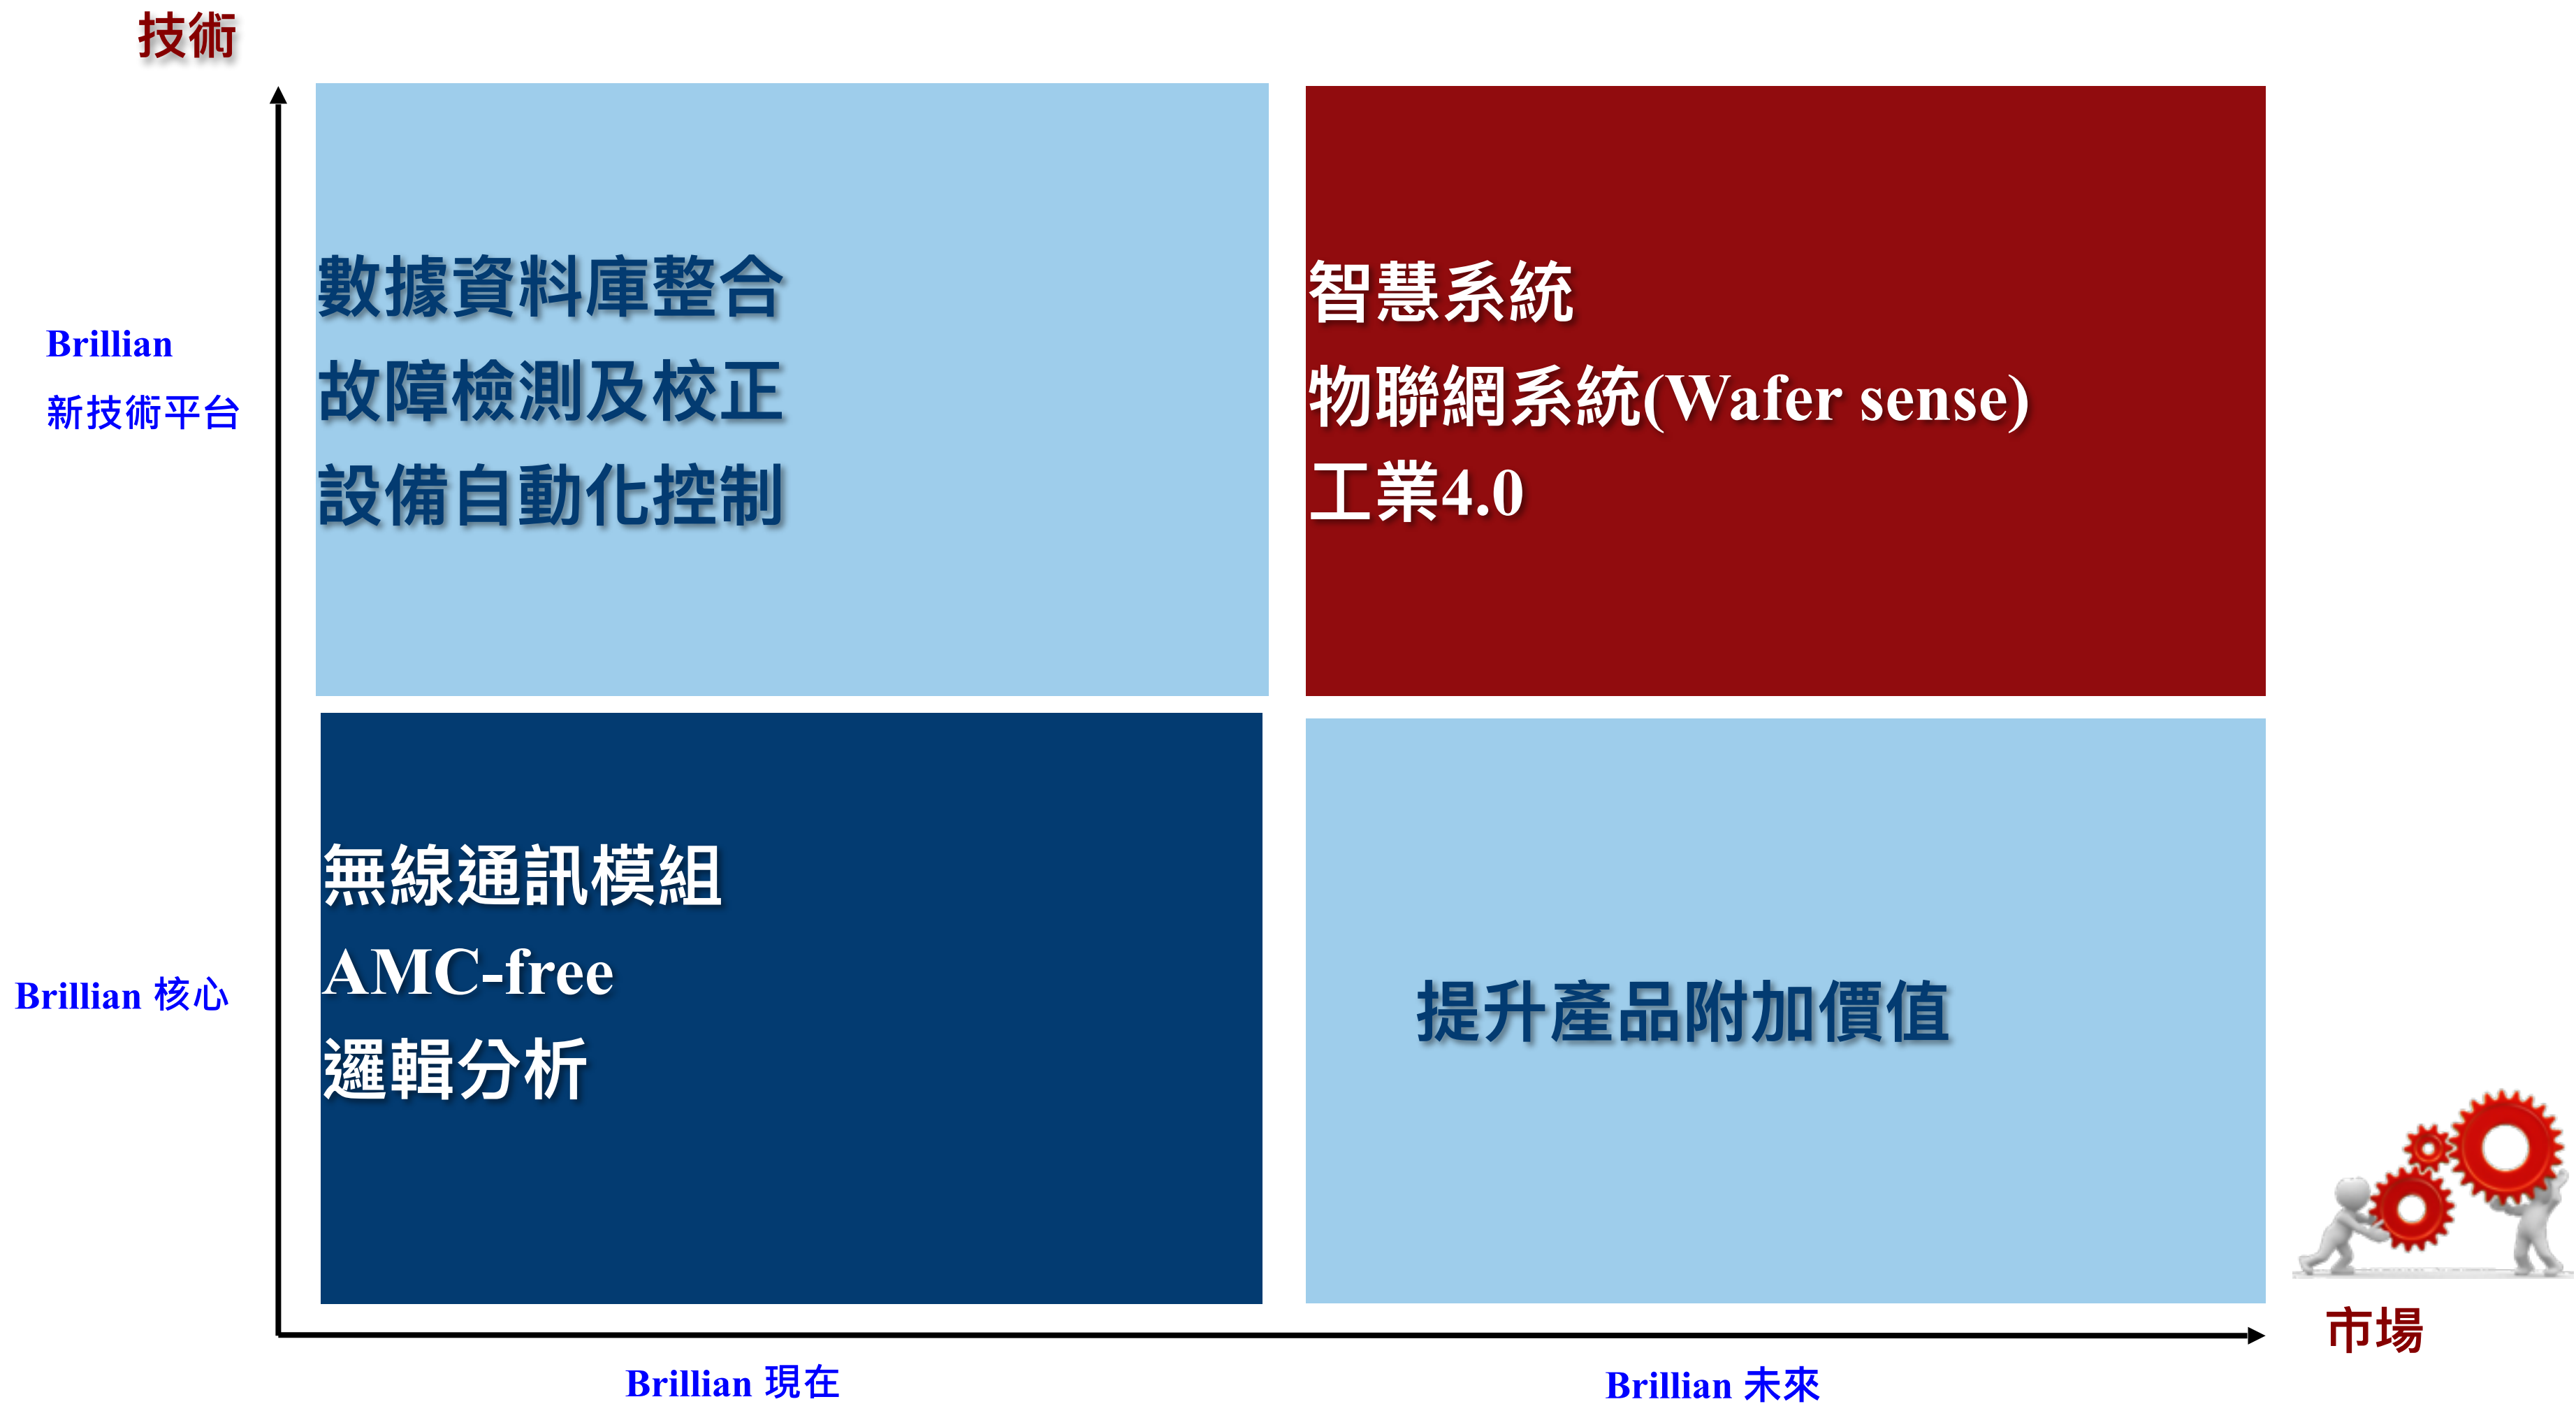 技術
數據資料庫整合
故障檢測及校正
設備自動化控制
智慧系統
物聯網系統(Wafer sense)
工業4.0
Brillian
新技術平台
無線通訊模組
AMC-free
邏輯分析
提升產品附加價值
Brillian 核心
市場
Brillian 現在
Brillian 未來